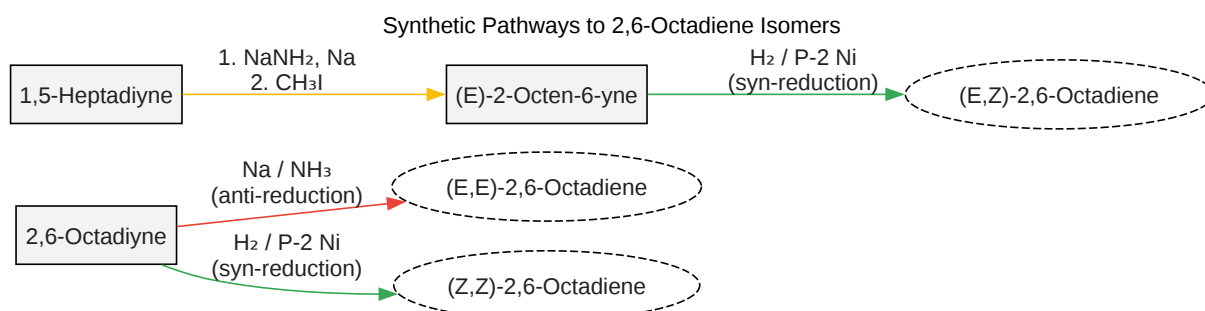 Synthetic Pathways to 2,6-Octadiene Isomers
1,5-Heptadiyne
1. NaNH₂, Na
2. CH₃I
(E)-2-Octen-6-yne
H₂ / P-2 Ni
(syn-reduction)
(E,Z)-2,6-Octadiene
2,6-Octadiyne
Na / NH₃
(anti-reduction)
(E,E)-2,6-Octadiene
H₂ / P-2 Ni
(syn-reduction)
(Z,Z)-2,6-Octadiene